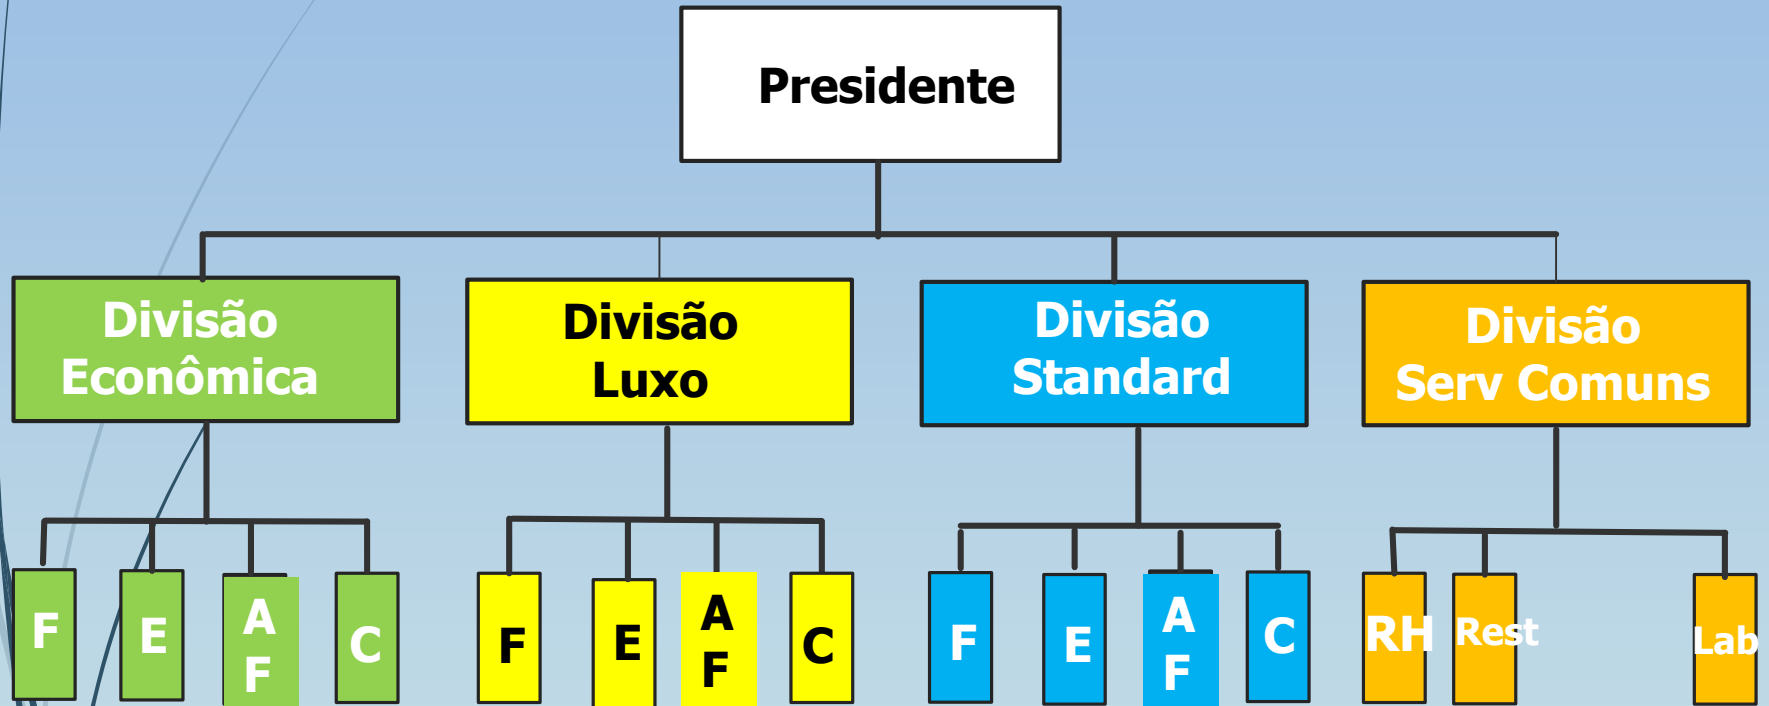 Presidente
Divisão
Econômica
Divisão
Luxo
Divisão
Standard
Divisão
Serv Comuns
F
E
A
F
C
F
E
A
F
C
F
E
A
F
C
RH
Rest
Lab